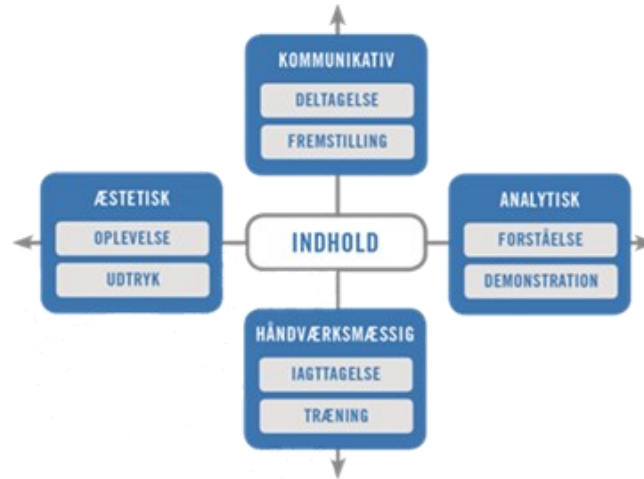 KOMMUNIKATIV
DELTAGELSE
FREMSTILLING
ÆSTETISK
OPLEVELSE
UDTRYK
INDHOLD
ANALYTISK
FORSTÅELSE
DEMONSTRATION
HÅNDVÆRKSMÆSSIG
IAGTTAGELSE
TRÆNING